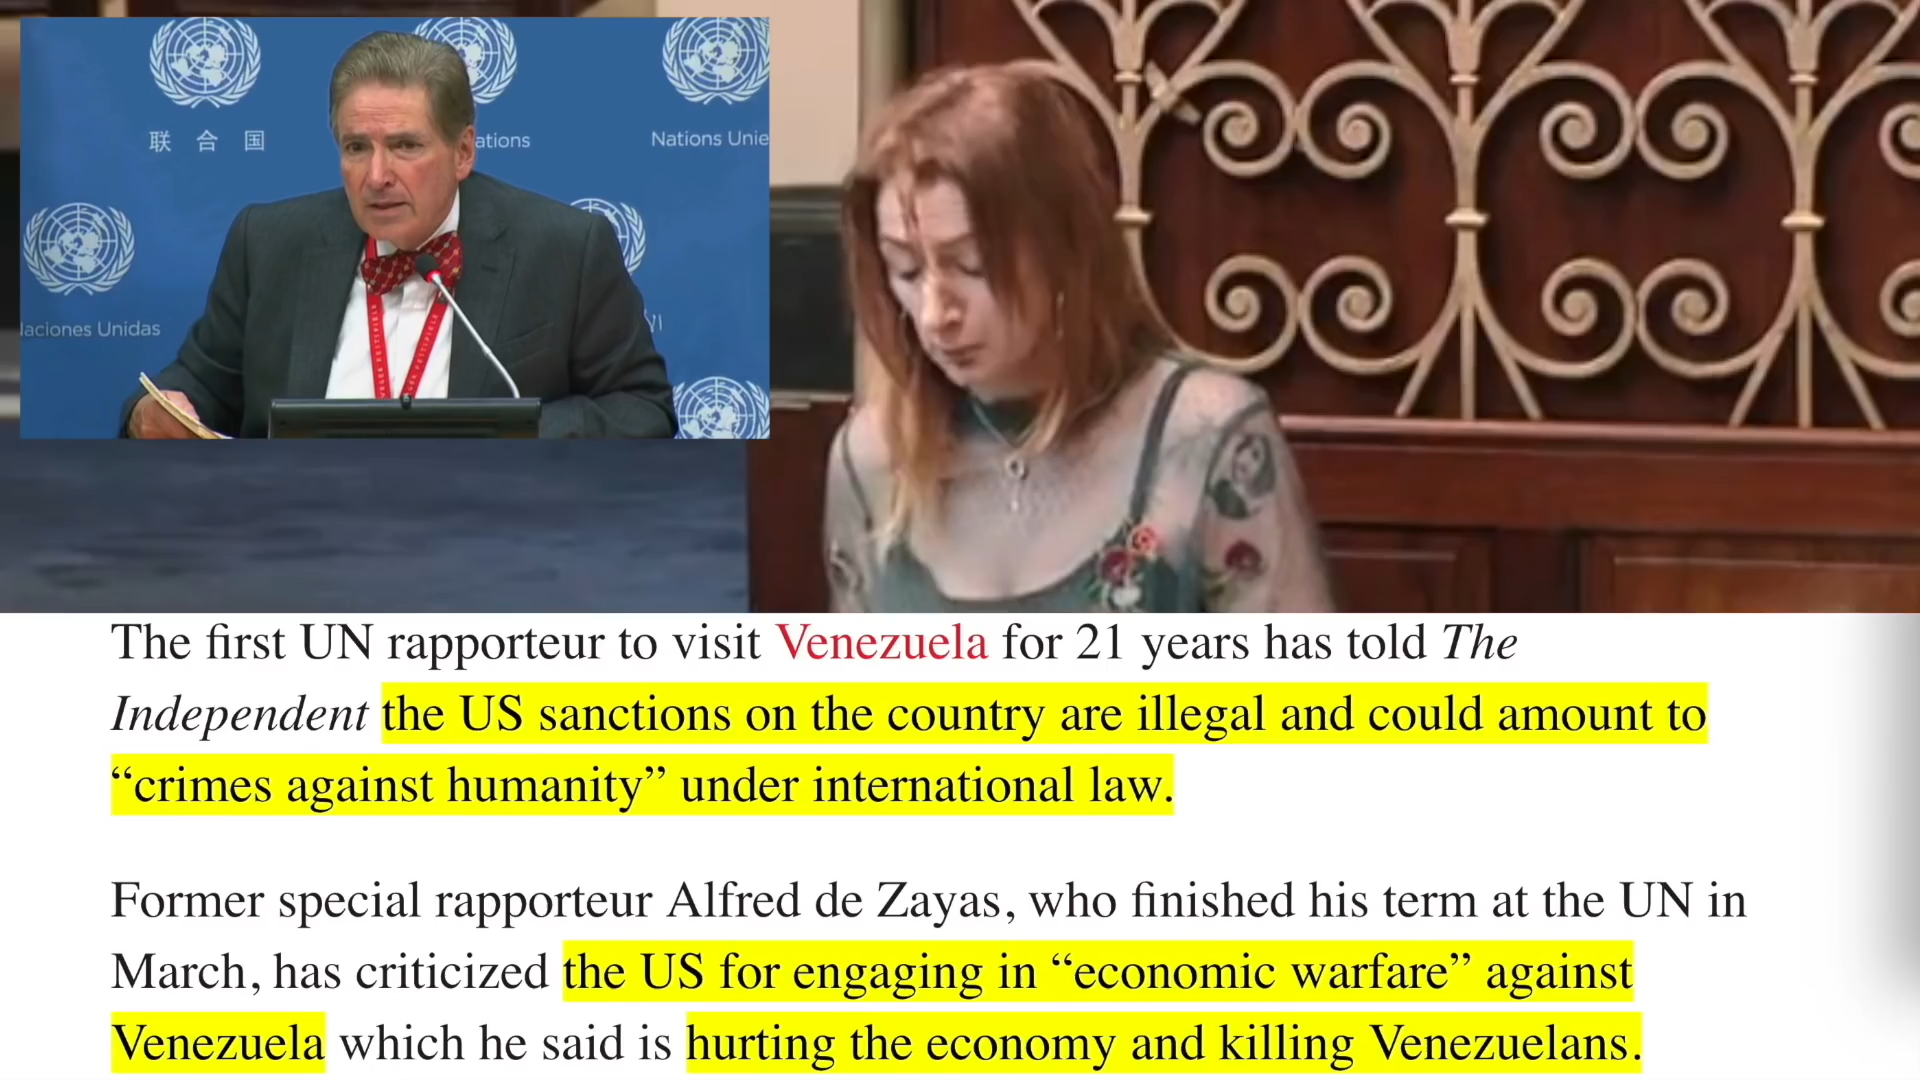 联合国
ations
Nations Unie
aciones Unidas
The first UN rapporteur to visit Venezuela for 21 years has told The
Independent the US sanctions on the country are illegal and could amount to
“crimes against humanity” under international law.
Former special rapporteur Alfred de Zayas, who finished his term at the UN in
March, has criticized the US for engaging in “economic warfare” against
Venezuela which he said is hurting the economy and killing Venezuelans.